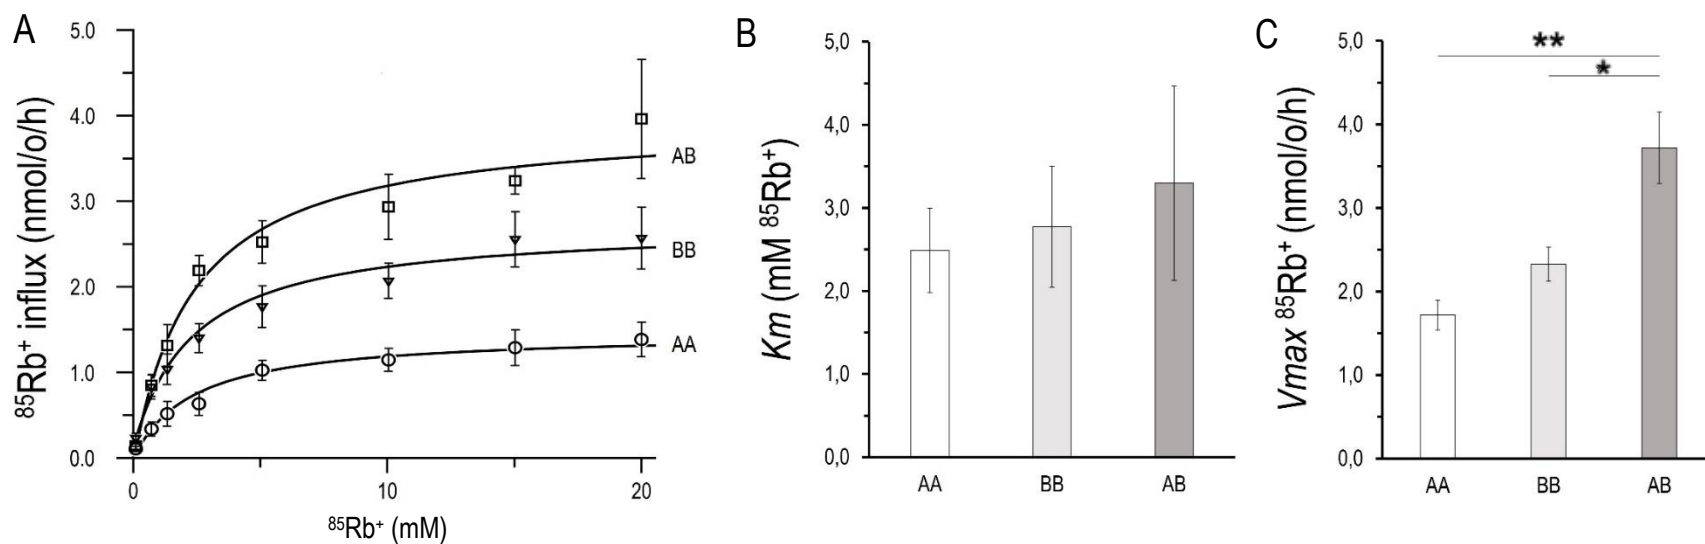 A
⁸⁵Rb⁺ influx (nmol/o/h)
5.0
4.0
3.0
2.0
1.0
0.0
AB
BB
AA
0
10
20
⁸⁵Rb⁺ (mM)
B
Km (mM ⁸⁵Rb⁺)
5,0
4,0
3,0
2,0
1,0
0,0
AA
BB
AB
C
Vmax ⁸⁵Rb⁺ (nmol/o/h)
5,0
4,0
3,0
2,0
1,0
0,0
**
*
AA
BB
AB